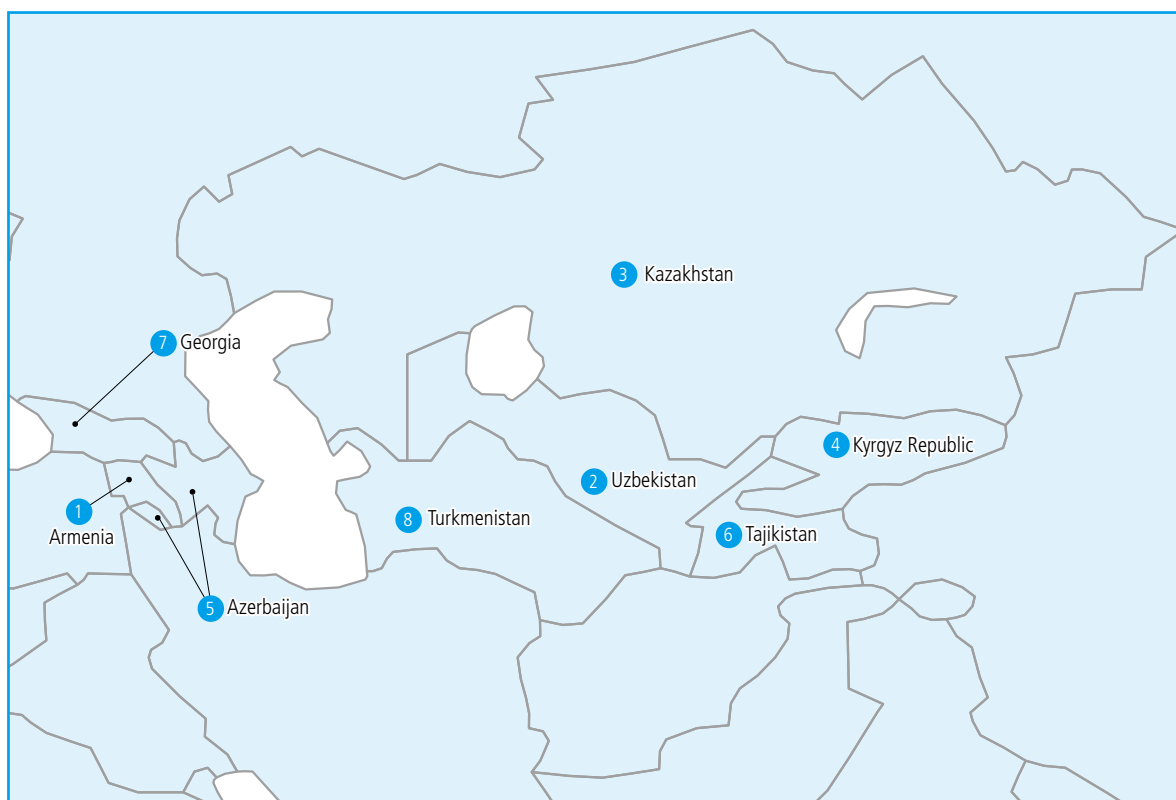 3 Kazakhstan
7 Georgia
4 Kyrgyz Republic
2 Uzbekistan
1
Armenia
8 Turkmenistan
6 Tajikistan
5 Azerbaijan